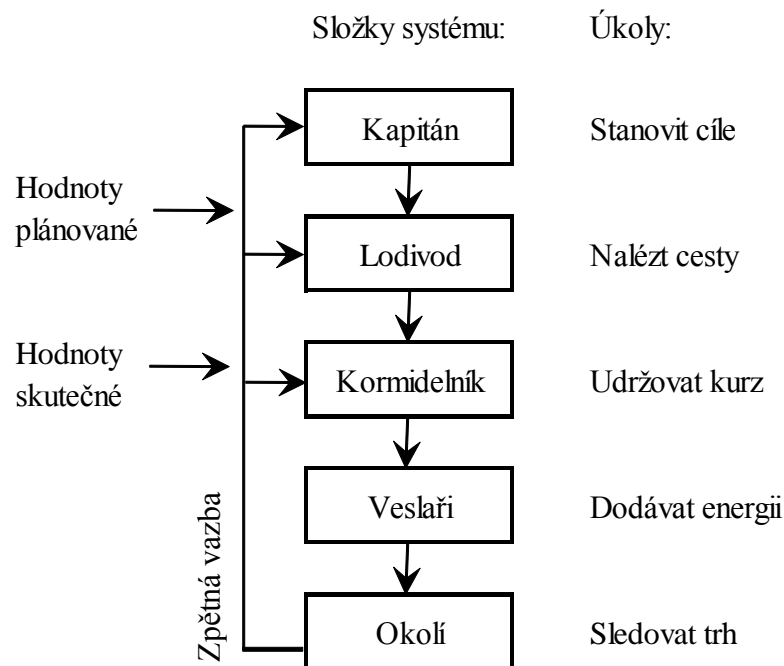 Složky systému: Úkoly:
Kapitán Stanovit cíle
Hodnoty
plánované
Lodivod Nalézt cesty
Hodnoty
skutečné
Kormidelník Udržovat kurz
Veslaři Dodávat energii
Zpětná vazba
Okolí Sledovat trh